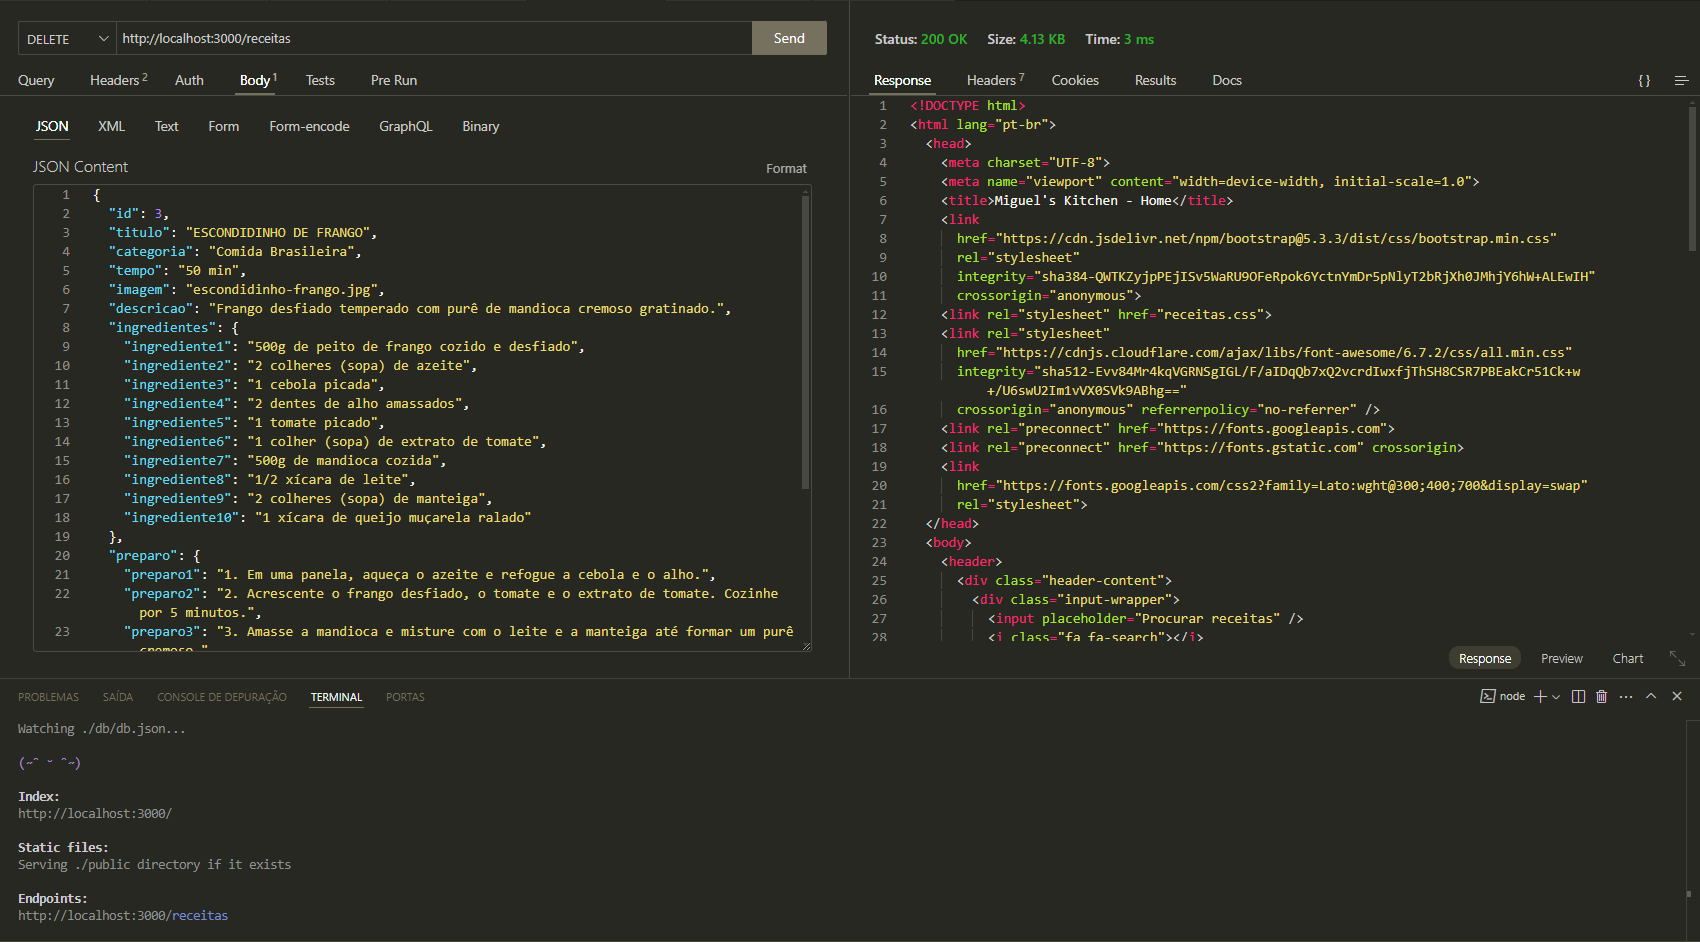 DELETE http://localhost:3000/receitas Send
Query Headers 2 Auth Body 1 Tests Pre Run
JSON XML Text Form Form-encode GraphQL Binary
JSON Content Format
1 {
2 "id": 3,
3 "titulo": "ESCONDIDINHO DE FRANGO",
4 "categoria": "Comida Brasileira",
5 "tempo": "50 min",
6 "imagem": "escondidinho-frango.jpg",
7 "descricao": "Frango desfiado temperado com purê de mandioca cremoso gratinado.",
8 "ingredientes": {
9 "ingrediente1": "500g de peito de frango cozido e desfiado",
10 "ingrediente2": "2 colheres (sopa) de azeite",
11 "ingrediente3": "1 cebola picada",
12 "ingrediente4": "2 dentes de alho amassados",
13 "ingrediente5": "1 tomate picado",
14 "ingrediente6": "1 colher (sopa) de extrato de tomate",
15 "ingrediente7": "500g de mandioca cozida",
16 "ingrediente8": "1/2 xícara de leite",
17 "ingrediente9": "2 colheres (sopa) de manteiga",
18 "ingrediente10": "1 xícara de queijo muçarela ralado"
19 },
20 "preparo": {
21 "preparo1": "1. Em uma panela, aqueça o azeite e refogue a cebola e o alho.",
22 "preparo2": "2. Acrescente o frango desfiado, o tomate e o extrato de tomate. Cozinhe
por 5 minutos.",
23 "preparo3": "3. Amasse a mandioca e misture com o leite e a manteiga até formar um purê
cremoso."
Status: 200 OK Size: 4.13 KB Time: 3 ms
Response Headers 7 Cookies Results Docs { }
1 <!DOCTYPE html>
2 <html lang="pt-br">
3 <head>
4 <meta charset="UTF-8">
5 <meta name="viewport" content="width=device-width, initial-scale=1.0">
6 <title>Miguel's Kitchen - Home</title>
7 <link
8 href="https://cdn.jsdelivr.net/npm/bootstrap@5.3.3/dist/css/bootstrap.min.css"
9 rel="stylesheet"
10 integrity="sha384-QWTKZyjpPEjISv5WaRU9OFeRpok6YctnYmDr5pNlyT2bRjXh0JMhjY6hW+ALEwIH"
11 crossorigin="anonymous">
12 <link rel="stylesheet" href="receitas.css">
13 <link rel="stylesheet"
14 href="https://cdnjs.cloudflare.com/ajax/libs/font-awesome/6.7.2/css/all.min.css"
15 integrity="sha512-Evv84Mr4kqVGRNSgIGL/F/aIDqQb7xQ2vcrdIwxfjThSH8CSR7PBEakCr51Ck+w
+/U6swU2Im1vVX0SVk9ABhg=="
16 crossorigin="anonymous" referrerpolicy="no-referrer" />
17 <link rel="preconnect" href="https://fonts.googleapis.com">
18 <link rel="preconnect" href="https://fonts.gstatic.com" crossorigin>
19 <link
20 href="https://fonts.googleapis.com/css2?family=Lato:wght@300;400;700&display=swap"
21 rel="stylesheet">
22 </head>
23 <body>
24 <header>
25 <div class="header-content">
26 <div class="input-wrapper">
27 <input placeholder="Procurar receitas" />
28 <i class="fa fa-search"></i>
Response Preview Chart
PROBLEMAS SAÍDA CONSOLE DE DEPURAÇÃO TERMINAL PORTAS node
Watching ./db/db.json...
(˶ᵔ ᵕ ᵔ˶)
Index:
http://localhost:3000/
Static files:
Serving ./public directory if it exists
Endpoints:
http://localhost:3000/receitas